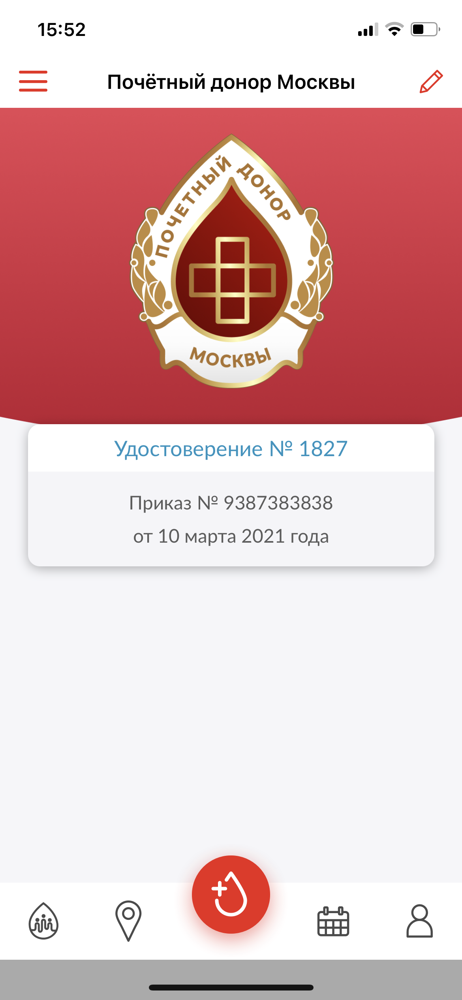 15:52
Почётный донор Москвы
ПОЧЕТНЫЙ ДОНОР
МОСКВЫ
Удостоверение № 1827
Приказ № 9387383838
от 10 марта 2021 года